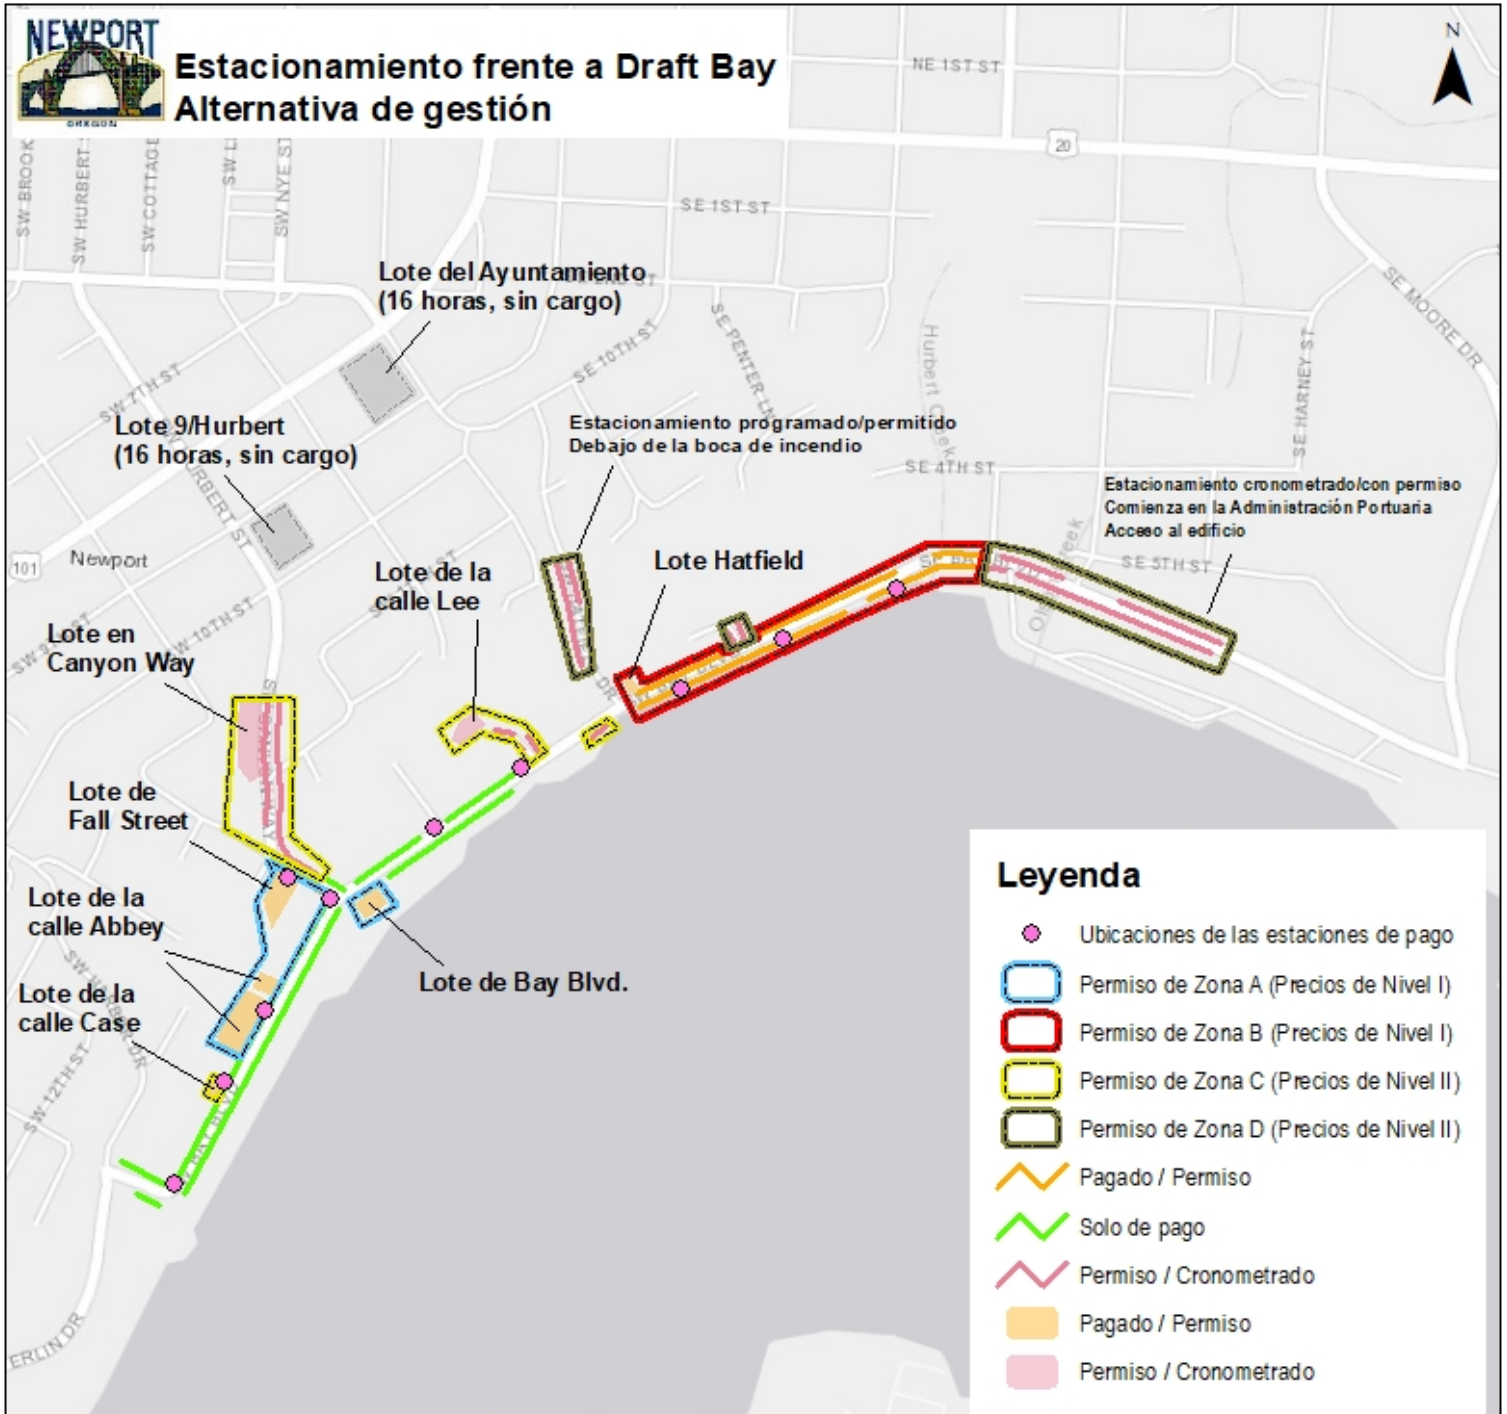 NEWPORT
OREGON
Estacionamiento frente a Draft Bay
Alternativa de gestión
N
NE 1ST ST
20
SW BROOK
SW HURBERT
SW COTTAGE
SW NYE ST
SE 1ST ST
Lote del Ayuntamiento
(16 horas, sin cargo)
SE 10TH ST
SE PENTER LN
Hurbert Creek
SE MOORE DR
SE HARNEY ST
SW 7TH ST
Lote 9/Hurbert
(16 horas, sin cargo)
Estacionamiento programado/permitido
Debajo de la boca de incendio
SE 4TH ST
Estacionamiento cronometrado/con permiso
Comienza en la Administración Portuaria
Acceso al edificio
SE 5TH ST
101
Newport
Lote de la
calle Lee
Lote Hatfield
SW 10TH ST
Lote en
Canyon Way
Lote de
Fall Street
Lote de la
calle Abbey
Lote de Bay Blvd.
Lote de la
calle Case
SW HARBOR DR
SW 12TH ST
ERLIN DR
Leyenda
Ubicaciones de las estaciones de pago
Permiso de Zona A (Precios de Nivel I)
Permiso de Zona B (Precios de Nivel I)
Permiso de Zona C (Precios de Nivel II)
Permiso de Zona D (Precios de Nivel II)
Pagado / Permiso
Solo de pago
Permiso / Cronometrado
Pagado / Permiso
Permiso / Cronometrado